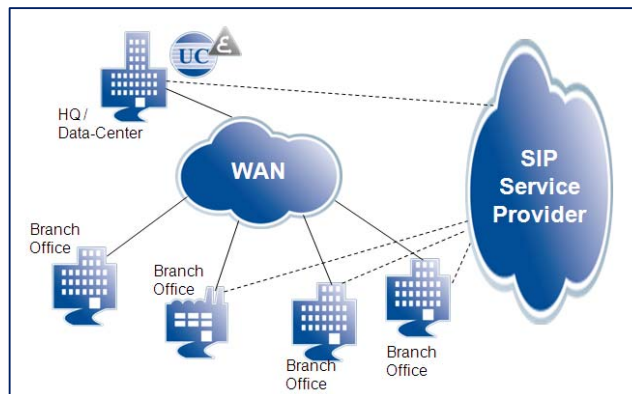 UC
ε
HQ /
Data-Center
WAN
SIP
Service
Provider
Branch
Office
Branch
Office
Branch
Office
Branch
Office